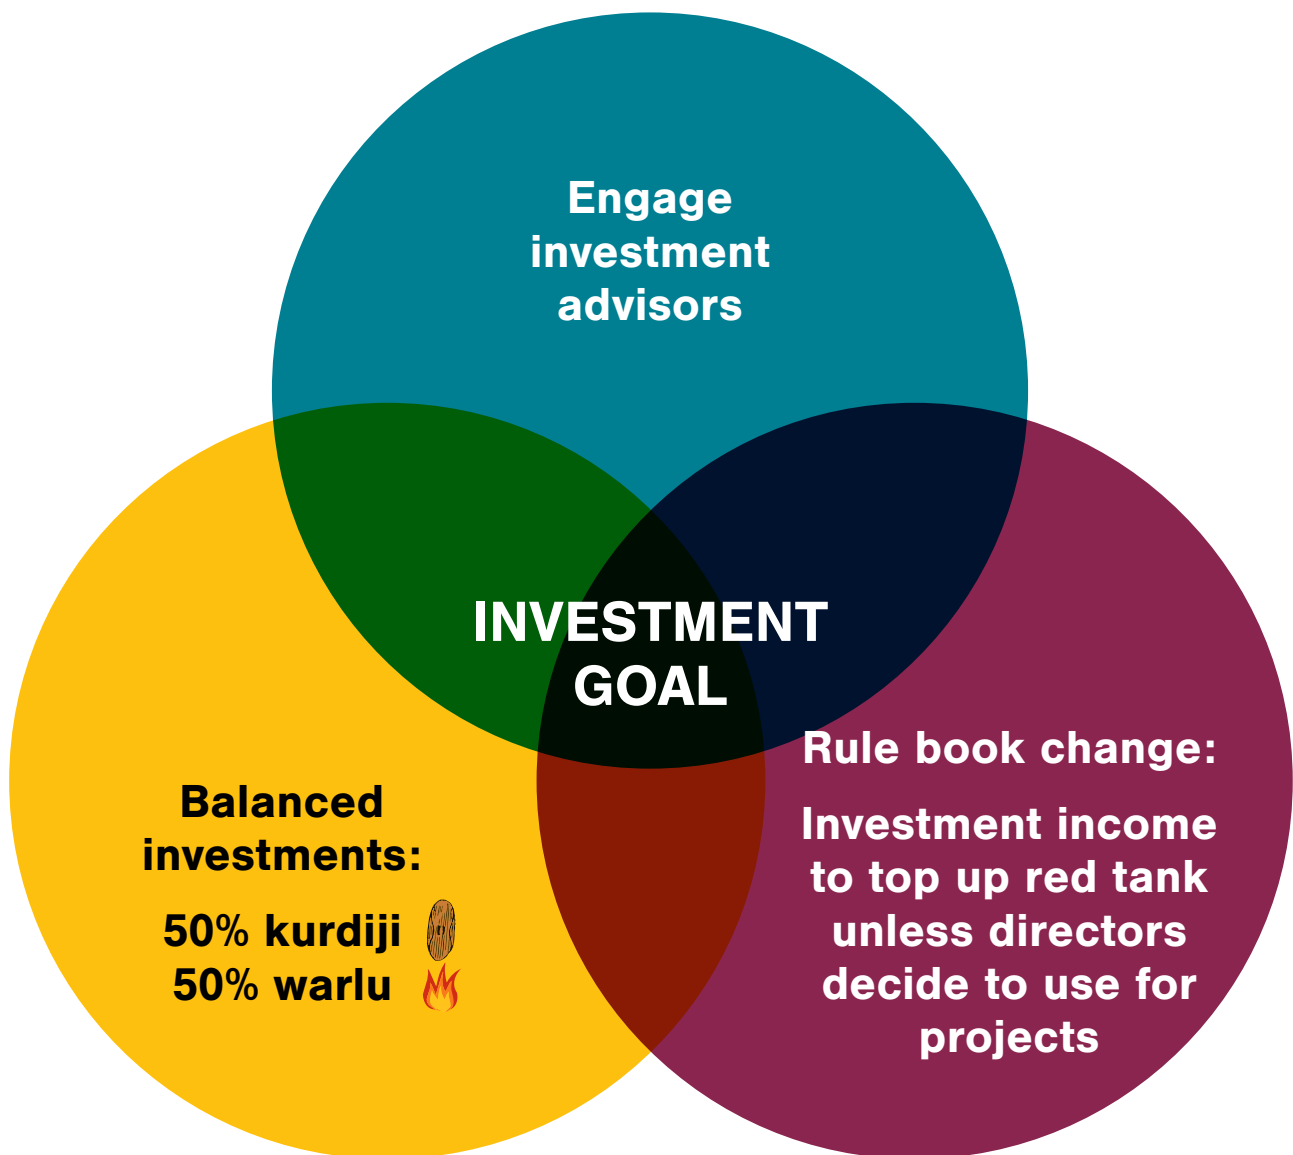 Engage
investment
advisors
INVESTMENT
GOAL
Balanced
investments:
50% kurdiji
50% warlu
Rule book change:
Investment income
to top up red tank
unless directors
decide to use for
projects